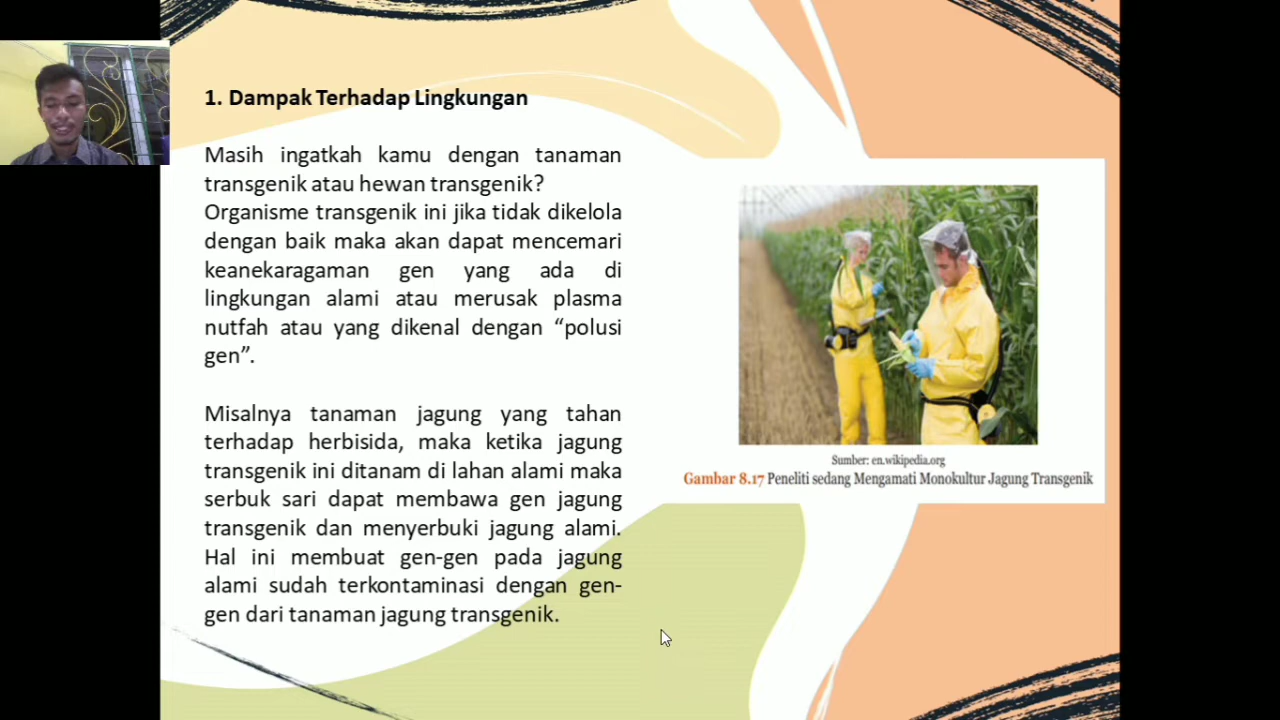 1. Dampak Terhadap Lingkungan
Masih ingatkah kamu dengan tanaman
transgenik atau hewan transgenik?
Organisme transgenik ini jika tidak dikelola
dengan baik maka akan dapat mencemari
keanekaragaman gen yang ada di
lingkungan alami atau merusak plasma
nutfah atau yang dikenal dengan “polusi
gen”.
Misalnya tanaman jagung yang tahan
terhadap herbisida, maka ketika jagung
transgenik ini ditanam di lahan alami maka
serbuk sari dapat membawa gen jagung
transgenik dan menyerbuki jagung alami.
Hal ini membuat gen-gen pada jagung
alami sudah terkontaminasi dengan gen-
gen dari tanaman jagung transgenik.
Sumber: en.wikipedia.org
Gambar 8.17 Peneliti sedang Mengamati Monokultur Jagung Transgenik